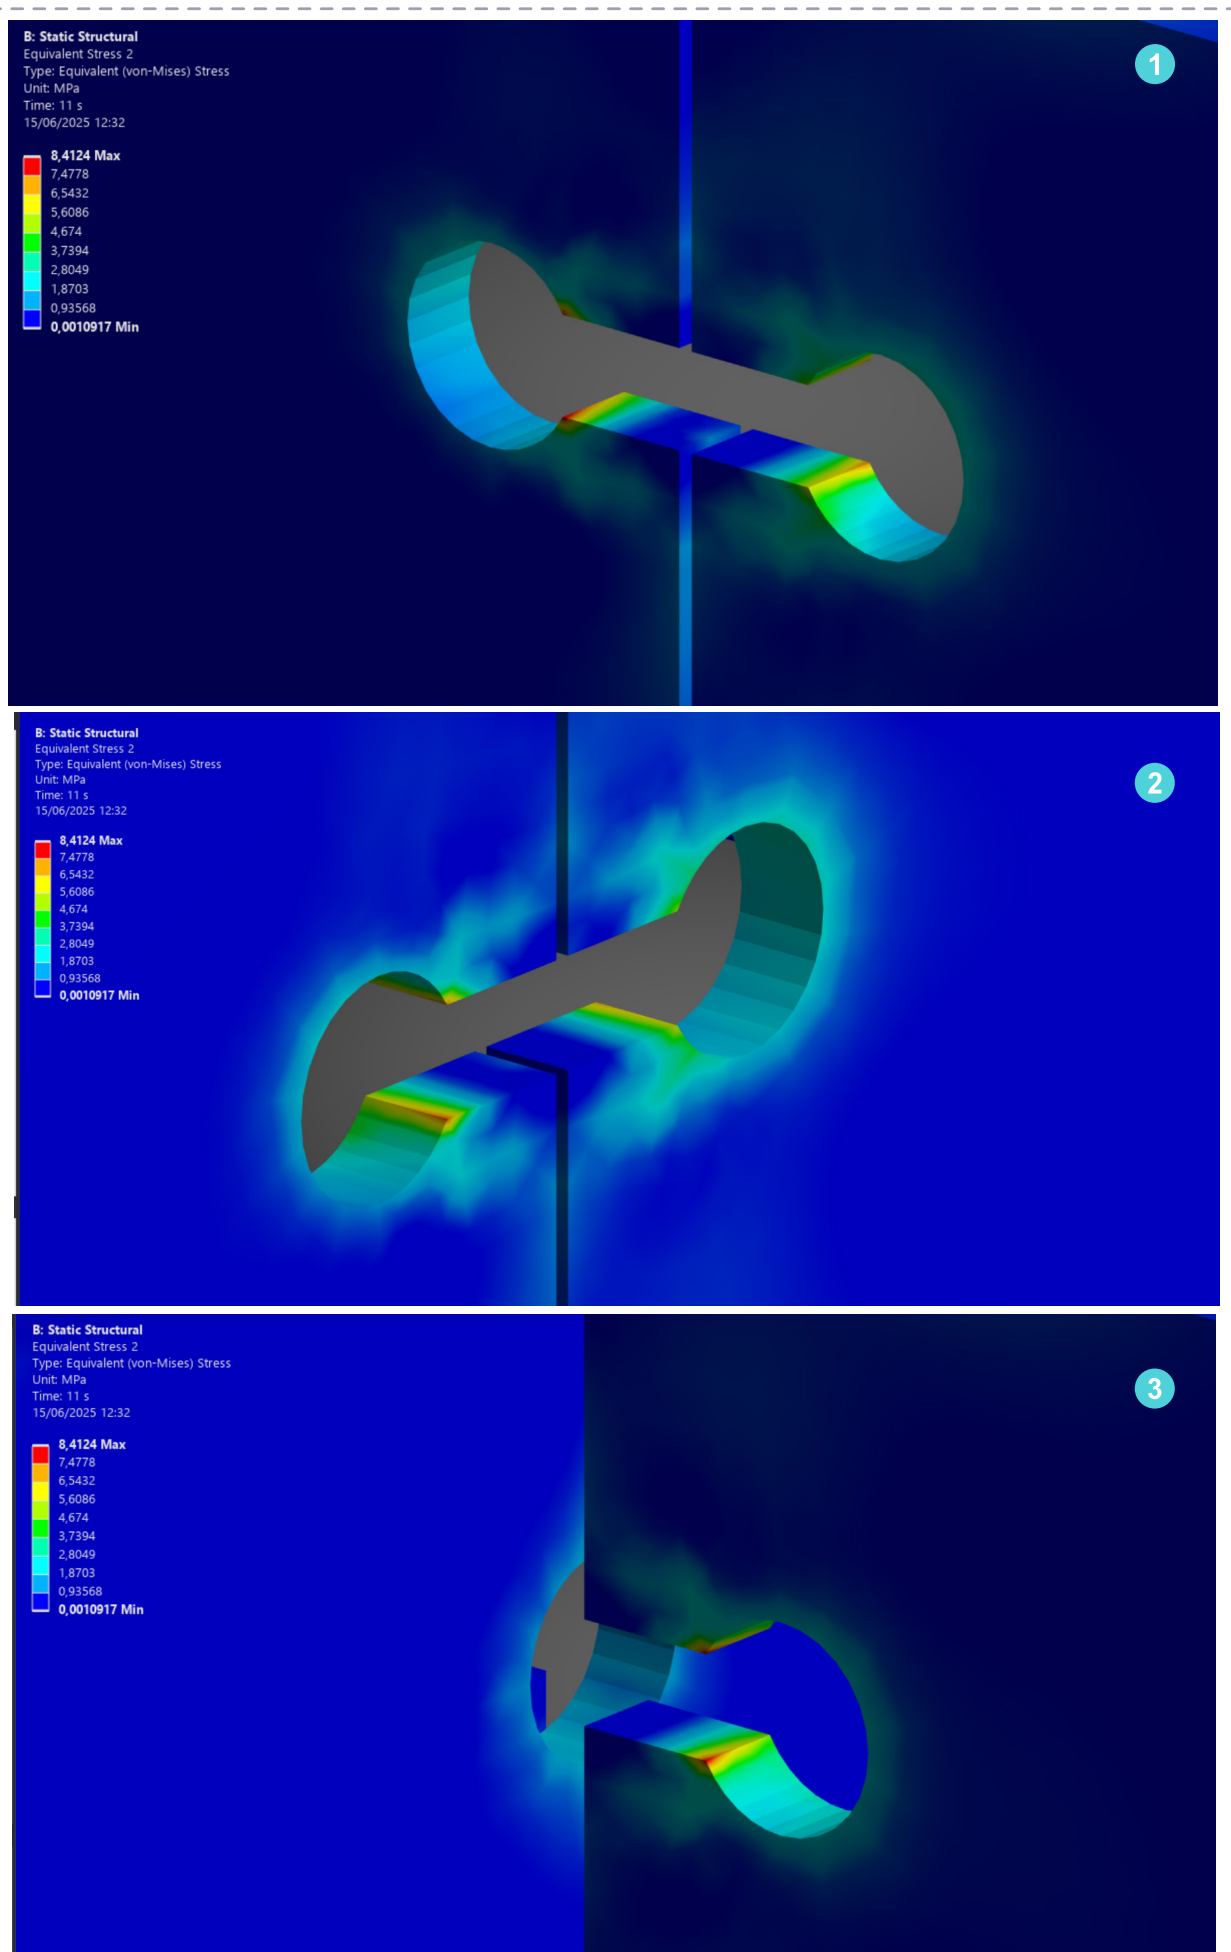 B: Static Structural
Equivalent Stress 2
Type: Equivalent (von-Mises) Stress
Unit: MPa
Time: 11 s
15/06/2025 12:32
8,4124 Max
7,4778
6,5432
5,6086
4,674
3,7394
2,8049
1,8703
0,93568
0,0010917 Min
1
B: Static Structural
Equivalent Stress 2
Type: Equivalent (von-Mises) Stress
Unit: MPa
Time: 11 s
15/06/2025 12:32
8,4124 Max
7,4778
6,5432
5,6086
4,674
3,7394
2,8049
1,8703
0,93568
0,0010917 Min
2
B: Static Structural
Equivalent Stress 2
Type: Equivalent (von-Mises) Stress
Unit: MPa
Time: 11 s
15/06/2025 12:32
8,4124 Max
7,4778
6,5432
5,6086
4,674
3,7394
2,8049
1,8703
0,93568
0,0010917 Min
3